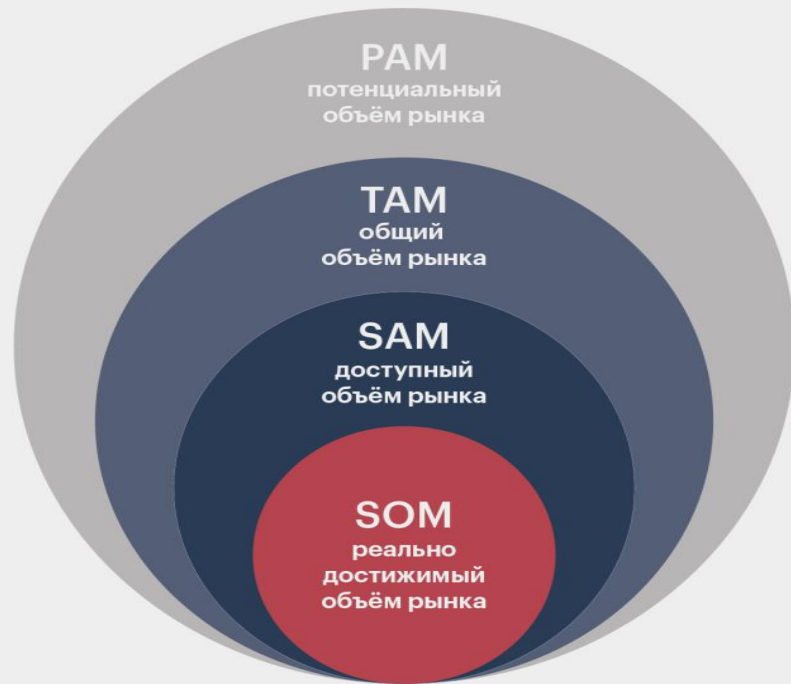 PAM
потенциальный
объём рынка
TAM
общий
объём рынка
SAM
доступный
объём рынка
SOM
реально
достижимый
объём рынка